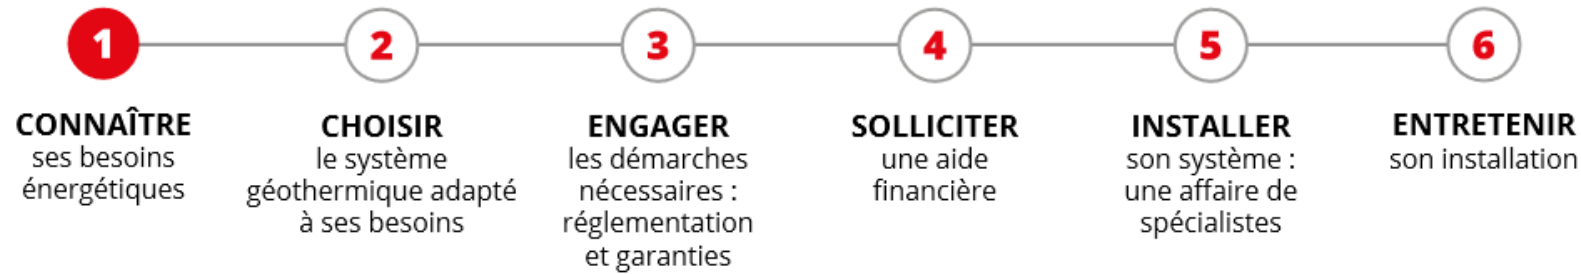 1
CONNAÎTRE
ses besoins
énergétiques
2
CHOISIR
le système
géothermique adapté
à ses besoins
3
ENGAGER
les démarches
nécessaires :
réglementation
et garanties
4
SOLLICITER
une aide
financière
5
INSTALLER
son système :
une affaire de
spécialistes
6
ENTRETENIR
son installation